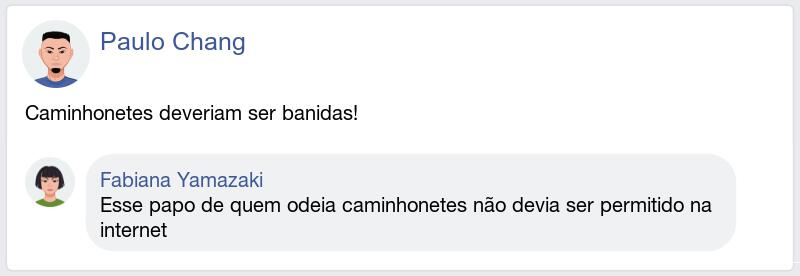 Paulo Chang
Caminhonetes deveriam ser banidas!
Fabiana Yamazaki
Esse papo de quem odeia caminhonetes não devia ser permitido na
internet